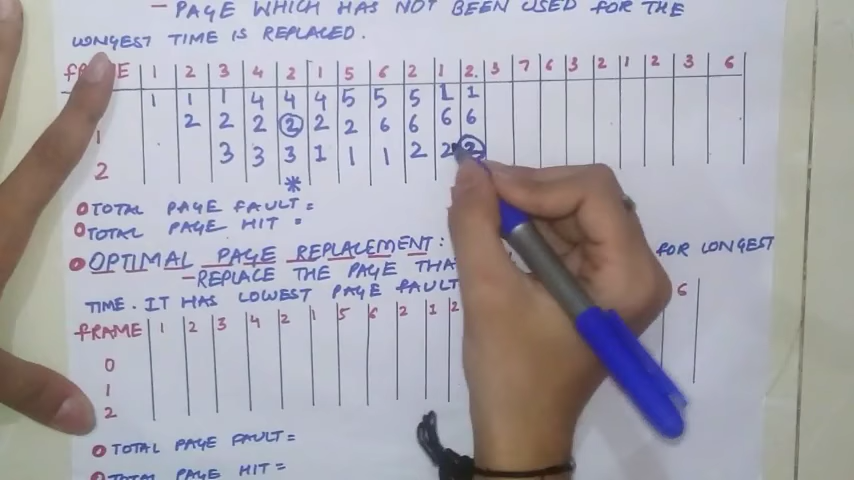 - PAGE WHICH HAS NOT BEEN USED FOR THE
LONGEST TIME IS REPLACED.
1 2 3 4 2 1 5 6 2 1 2 3 7 6 3 2 1 2 3 6
1 1 1 4 4 4 5 5 5 1 1
1 2 2 2 2 2 2 6 6 6 6
2 3 3 3 1 1 1 2 2 2
*
TOTAL PAGE FAULT =
TOTAL PAGE HIT =
OPTIMAL PAGE REPLACEMENT: FOR LONGEST
- REPLACE THE PAGE
TIME. IT HAS LOWEST PAGE FAULT 6
FRAME 1 2 3 4 2 1 5 6 2 1 2
0
1
2
TOTAL PAGE FAULT =
TOTAL PAGE HIT =